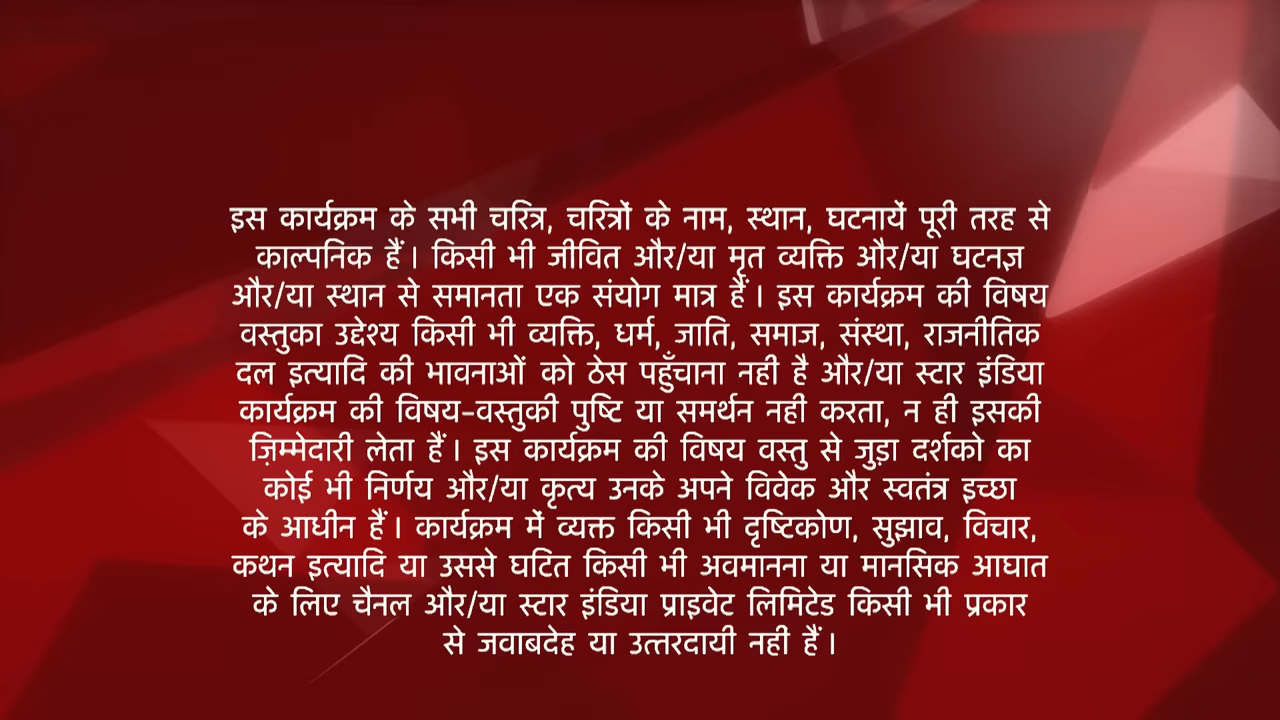 इस कार्यक्रम के सभी चरित्र, चरित्रों के नाम, स्थान, घटनायें पूरी तरह से
काल्पनिक हैं। किसी भी जीवित और/या मृत व्यक्ति और/या घटनज्ञ
और/या स्थान से समानता एक संयोग मात्र हैं। इस कार्यक्रम की विषय
वस्तुका उद्देश्य किसी भी व्यक्ति, धर्म, जाति, समाज, संस्था, राजनीतिक
दल इत्यादि की भावनाओं को ठेस पहुँचाना नही है और/या स्टार इंडिया
कार्यक्रम की विषय-वस्तुकी पुष्टि या समर्थन नही करता, न ही इसकी
ज़िम्मेदारी लेता हैं। इस कार्यक्रम की विषय वस्तु से जुड़ा दर्शको का
कोई भी निर्णय और/या कृत्य उनके अपने विवेक और स्वतंत्र इच्छा
के आधीन हैं। कार्यक्रम में व्यक्त किसी भी दृष्टिकोण, सुझाव, विचार,
कथन इत्यादि या उससे घटित किसी भी अवमानना या मानसिक आघात
के लिए चैनल और/या स्टार इंडिया प्राइवेट लिमिटेड किसी भी प्रकार
से जवाबदेह या उत्तरदायी नही हैं।